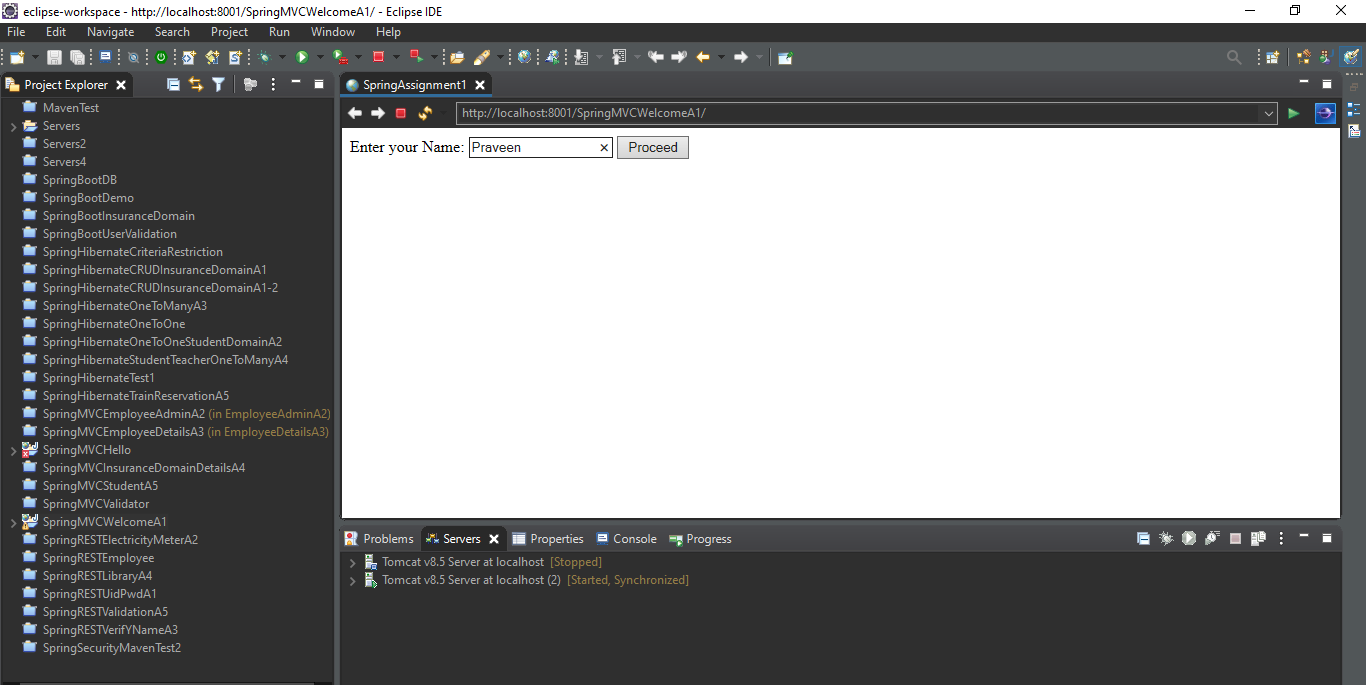 eclipse-workspace - http://localhost:8001/SpringMVCWelcomeA1/ - Eclipse IDE
File Edit Navigate Search Project Run Window Help
Project Explorer
MavenTest
Servers
Servers2
Servers4
SpringBootDB
SpringBootDemo
SpringBootInsuranceDomain
SpringBootUserValidation
SpringHibernateCriteriaRestriction
SpringHibernateCRUDInsuranceDomainA1
SpringHibernateCRUDInsuranceDomainA1-2
SpringHibernateOneToManyA3
SpringHibernateOneToOne
SpringHibernateOneToOneStudentDomainA2
SpringHibernateStudentTeacherOneToManyA4
SpringHibernateTest1
SpringHibernateTrainReservationA5
SpringMVCEmployeeAdminA2 (in EmployeeAdminA2)
SpringMVCEmployeeDetailsA3 (in EmployeeDetailsA3)
SpringMVCHello
SpringMVCInsuranceDomainDetailsA4
SpringMVCStudentA5
SpringMVCValidator
SpringMVCWelcomeA1
SpringRESTElectricityMeterA2
SpringRESTEmployee
SpringRESTLibraryA4
SpringRESTUidPwdA1
SpringRESTValidationA5
SpringRESTVerifYNameA3
SpringSecurityMavenTest2
SpringAssignment1
http://localhost:8001/SpringMVCWelcomeA1/
Enter your Name: Praveen Proceed
Problems Servers Properties Console Progress
Tomcat v8.5 Server at localhost [Stopped]
Tomcat v8.5 Server at localhost (2) [Started, Synchronized]